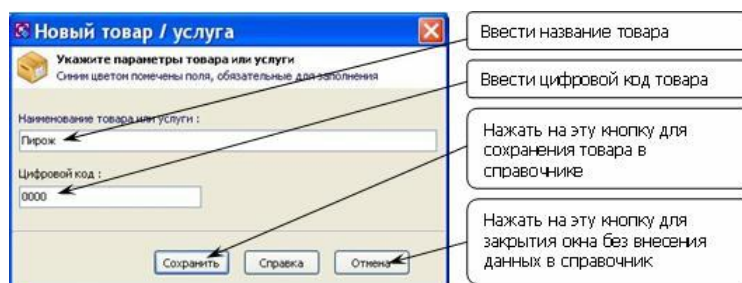 Новый товар / услуга
Укажите параметры товара или услуги
Синим цветом помечены поля, обязательные для заполнения
Наименование товара или услуги :
Пирож
Цифровой код :
0000
Сохранить
Справка
Отмена
Ввести название товара
Ввести цифровой код товара
Нажать на эту кнопку для
сохранения товара в
справочнике
Нажать на эту кнопку для
закрытия окна без внесения
данных в справочник